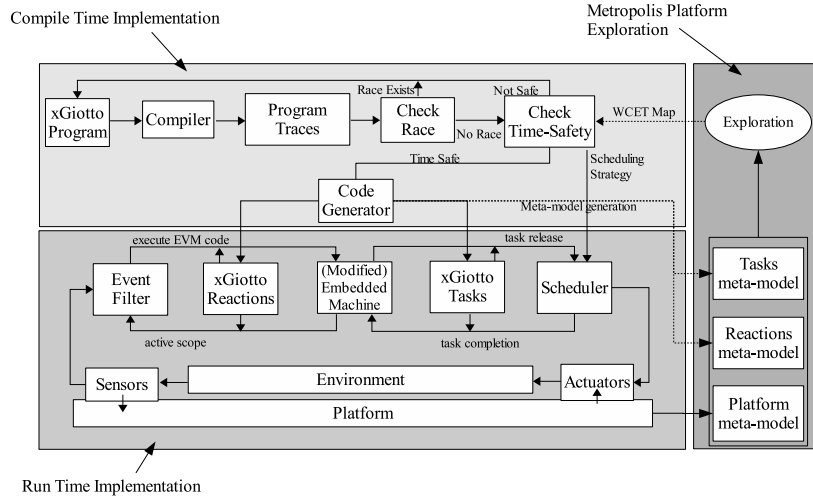 Compile Time Implementation
Metropolis Platform
Exploration
Race Exists
Not Safe
xGiotto
Program
Compiler
Program
Traces
Check
Race
No Race
Check
Time-Safety
WCET Map
Exploration
Time Safe
Scheduling
Strategy
Code
Generator
Meta-model generation
execute EVM code
task release
Event
Filter
xGiotto
Reactions
(Modified)
Embedded
Machine
xGiotto
Tasks
Scheduler
Tasks
meta-model
active scope
task completion
Reactions
meta-model
Sensors
Environment
Actuators
Platform
Platform
meta-model
Run Time Implementation